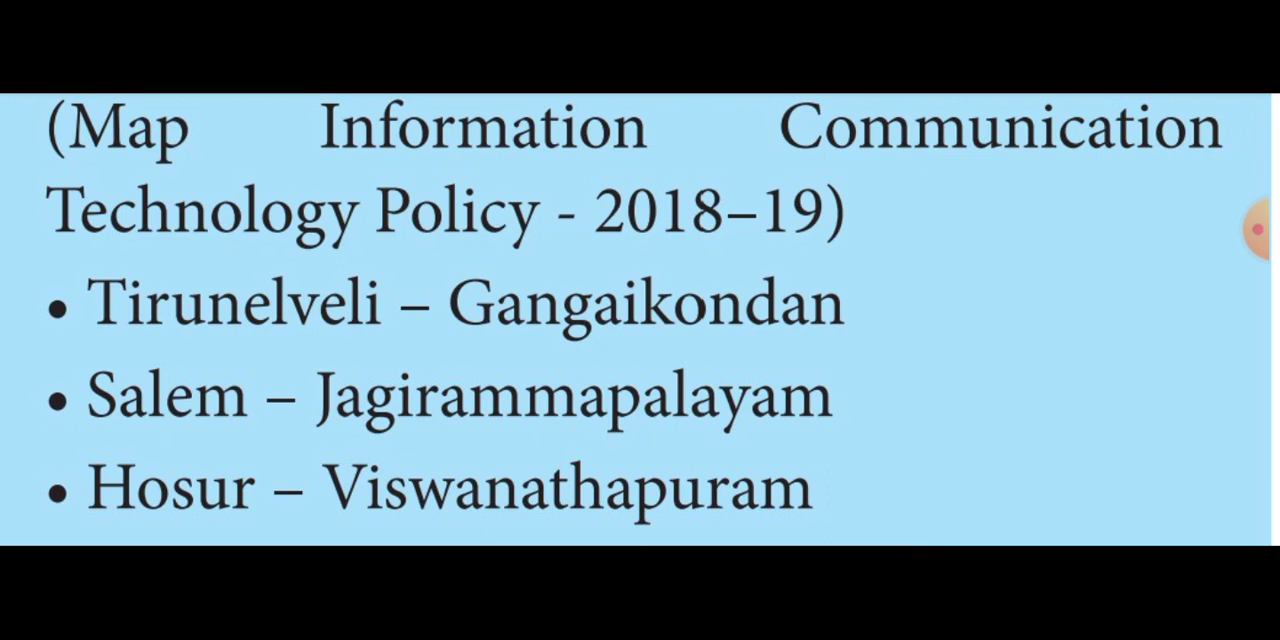 (Map Information Communication
Technology Policy - 2018–19)
• Tirunelveli – Gangaikondan
• Salem – Jagirammapalayam
• Hosur – Viswanathapuram